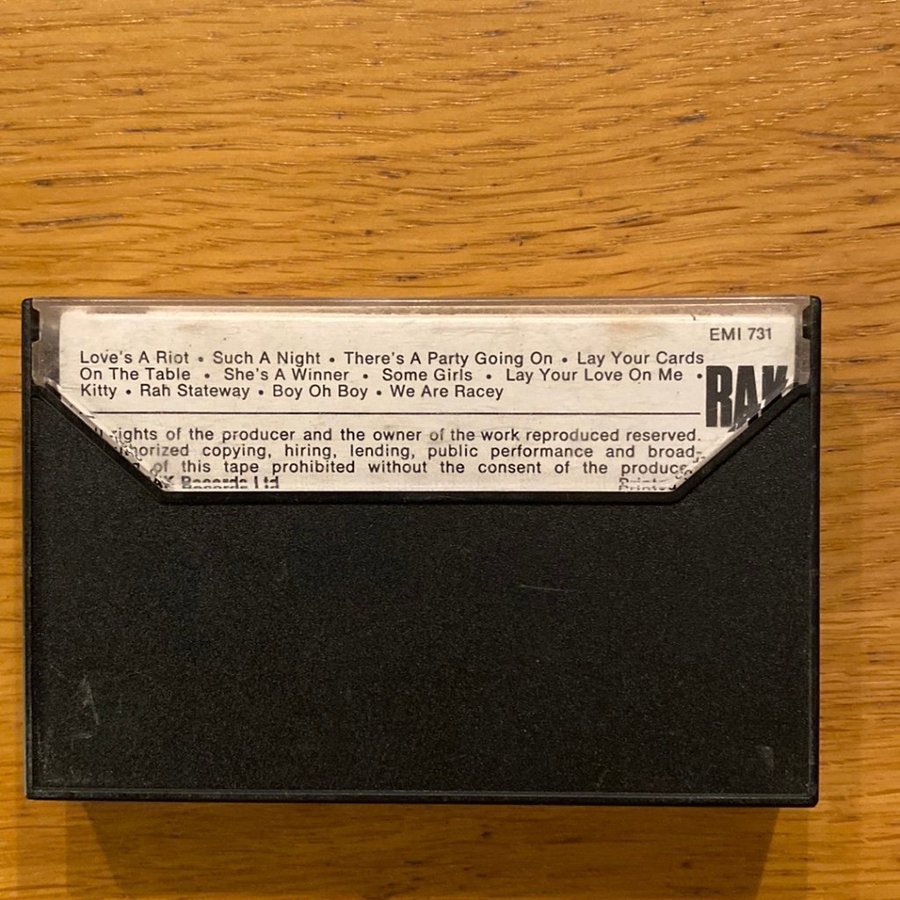 EMI 731
Love's A Riot • Such A Night • There's A Party Going On • Lay Your Cards
On The Table • She's A Winner • Some Girls • Lay Your Love On Me •
Kitty • Rah Stateway • Boy Oh Boy • We Are Racey
RAK
rights of the producer and the owner of the work reproduced reserved.
copying, hiring, lending, public performance and broad-
of this tape prohibited without the consent of the
Records Ltd